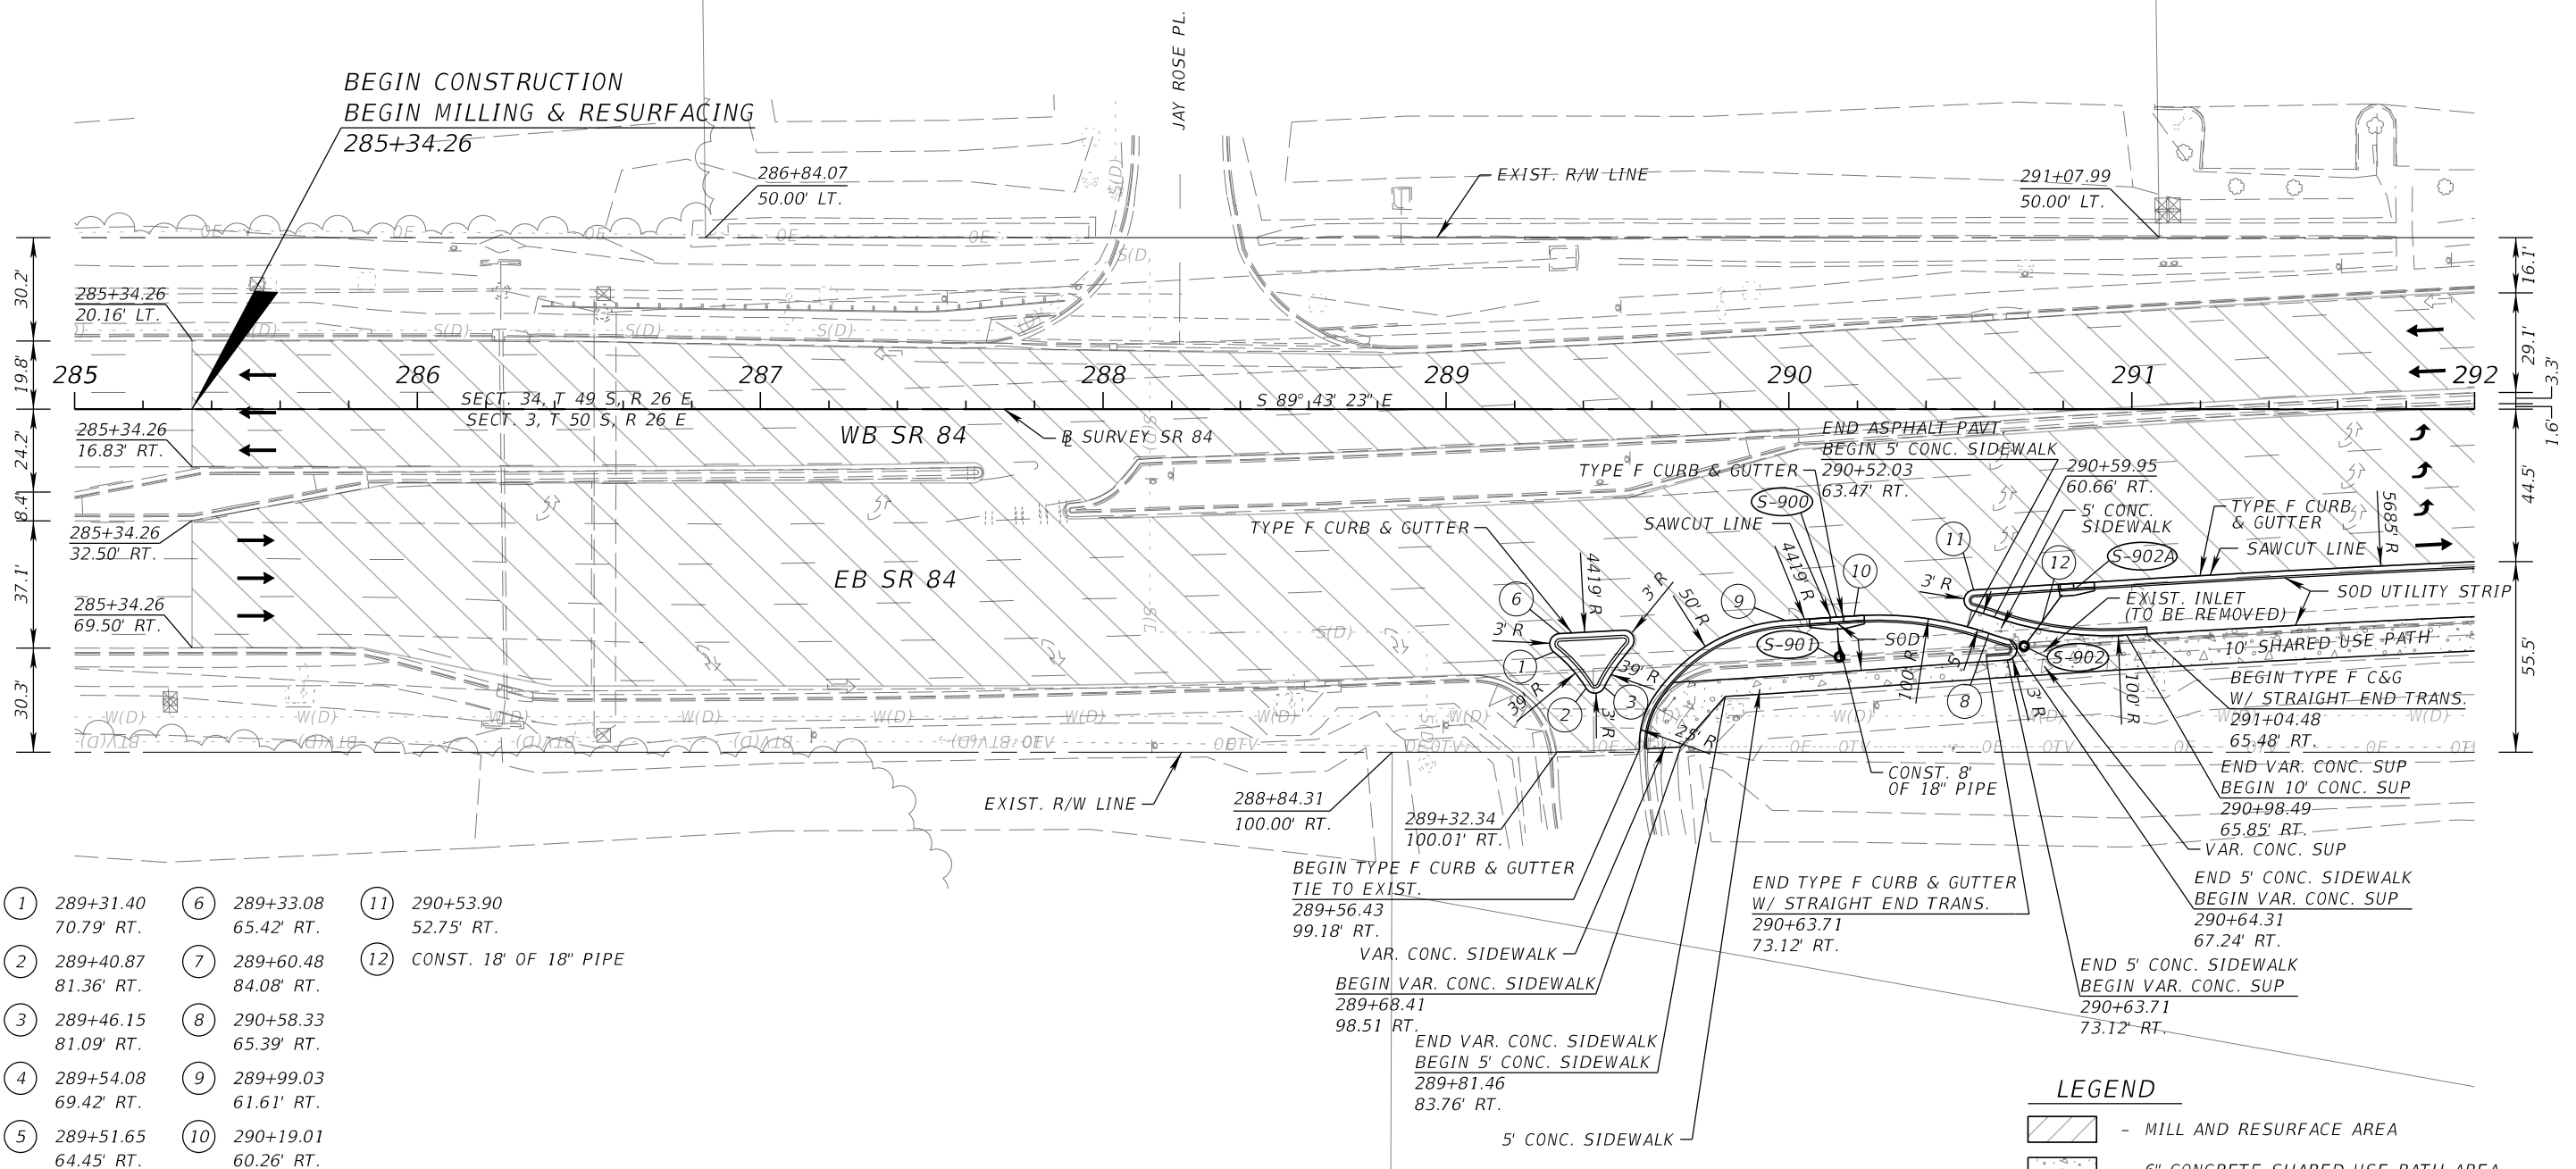 JAY ROSE PL.
BEGIN CONSTRUCTION
BEGIN MILLING & RESURFACING
285+34.26
286+84.07
50.00' LT.
EXIST. R/W LINE
291+07.99
50.00' LT.
30.2'
19.8'
24.2'
8.4'
37.1'
30.3'
285+34.26
20.16' LT.
285
286
287
288
289
290
291
292
SECT. 34, T 49 S, R 26 E
SECT. 3, T 50 S, R 26 E
S 89° 43' 23" E
285+34.26
16.83' RT.
WB SR 84
℄ SURVEY SR 84
285+34.26
32.50' RT.
EB SR 84
285+34.26
69.50' RT.
16.1'
29.1'
3.3'
1.6'
44.5'
55.5'
END ASPHALT PAVT.
BEGIN 5' CONC. SIDEWALK
290+52.03
63.47' RT.
TYPE F CURB & GUTTER
290+59.95
60.66' RT.
S-900
SAWCUT LINE
TYPE F CURB & GUTTER
5' CONC.
SIDEWALK
TYPE F CURB
& GUTTER
SAWCUT LINE
5685' R
S-902A
11
12
10
9
6
1
2
3
8
4419' R
4419' R
3' R
3' R
50' R
39' R
39' R
3' R
25' R
3' R
100' R
5'
3' R
100' R
S-901
SOD
S-902
EXIST. INLET
(TO BE REMOVED)
SOD UTILITY STRIP
10' SHARED USE PATH
BEGIN TYPE F C&G
W/ STRAIGHT END TRANS.
291+04.48
65.48' RT.
END VAR. CONC. SUP
BEGIN 10' CONC. SUP
290+98.49
65.85' RT.
VAR. CONC. SUP
END 5' CONC. SIDEWALK
BEGIN VAR. CONC. SUP
290+64.31
67.24' RT.
END 5' CONC. SIDEWALK
BEGIN VAR. CONC. SUP
290+63.71
73.12' RT.
CONST. 8'
OF 18" PIPE
END TYPE F CURB & GUTTER
W/ STRAIGHT END TRANS.
290+63.71
73.12' RT.
EXIST. R/W LINE
288+84.31
100.00' RT.
289+32.34
100.01' RT.
BEGIN TYPE F CURB & GUTTER
TIE TO EXIST.
289+56.43
99.18' RT.
VAR. CONC. SIDEWALK
BEGIN VAR. CONC. SIDEWALK
289+68.41
98.51 RT.
END VAR. CONC. SIDEWALK
BEGIN 5' CONC. SIDEWALK
289+81.46
83.76' RT.
5' CONC. SIDEWALK
1 289+31.40
70.79' RT.
2 289+40.87
81.36' RT.
3 289+46.15
81.09' RT.
4 289+54.08
69.42' RT.
5 289+51.65
64.45' RT.
6 289+33.08
65.42' RT.
7 289+60.48
84.08' RT.
8 290+58.33
65.39' RT.
9 289+99.03
61.61' RT.
10 290+19.01
60.26' RT.
11 290+53.90
52.75' RT.
12 CONST. 18' OF 18" PIPE
LEGEND
- MILL AND RESURFACE AREA